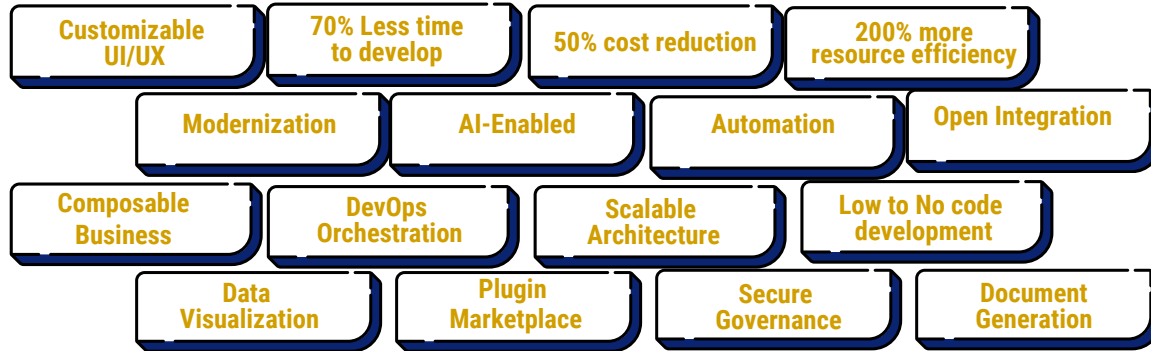 Customizable
UI/UX
70% Less time
to develop
50% cost reduction
200% more
resource efficiency
Modernization
AI-Enabled
Automation
Open Integration
Composable
Business
DevOps
Orchestration
Scalable
Architecture
Low to No code
development
Data
Visualization
Plugin
Marketplace
Secure
Governance
Document
Generation